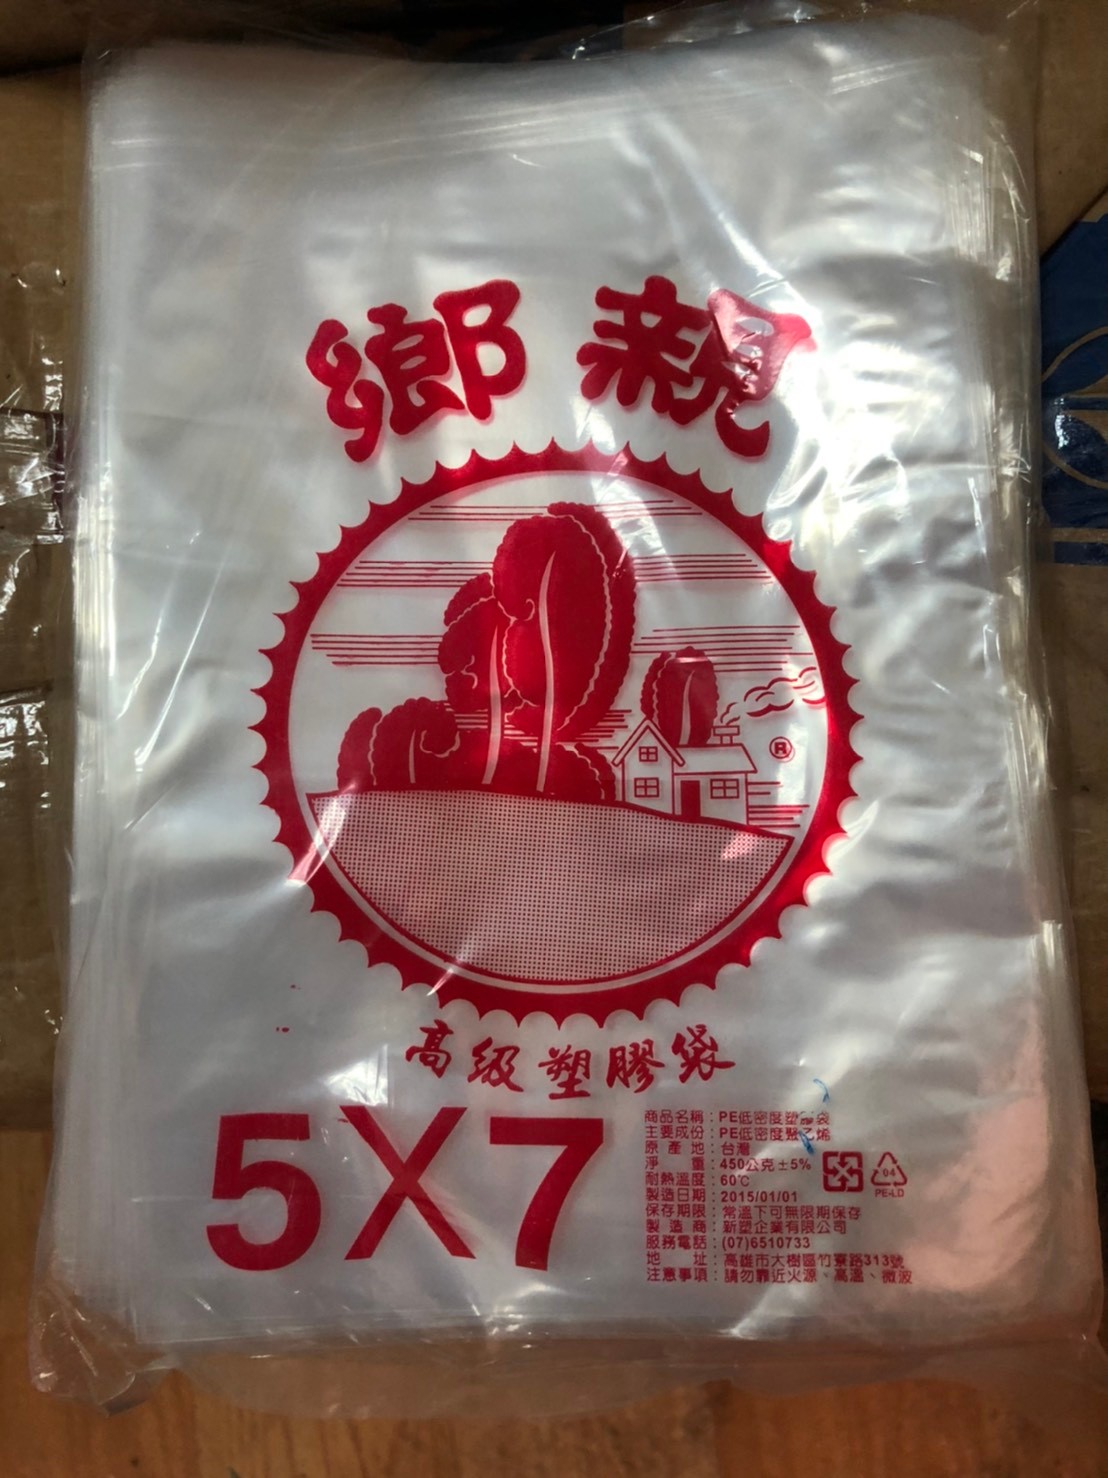 鄉親
®
高級塑膠袋
5X7
商品名稱：PE低密度塑膠袋
主要成份：PE低密度聚乙烯
原產地：台灣
淨重：450公克±5%
耐熱溫度：60℃
製造日期：2015/01/01
保存期限：常溫下可無限期保存
製造商：新塑企業有限公司
服務電話：(07)6510733
地址：高雄市大樹區竹寮路313號
注意事項：請勿靠近火源、高溫、微波
04
PE-LD